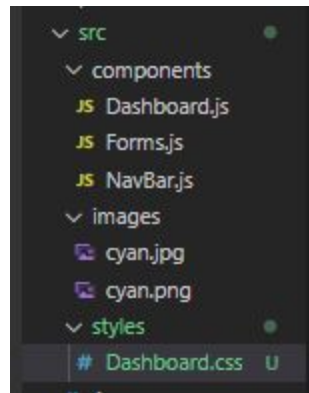 src
components
JS Dashboard.js
JS Forms.js
JS NavBar.js
images
cyan.jpg
cyan.png
styles
# Dashboard.css U